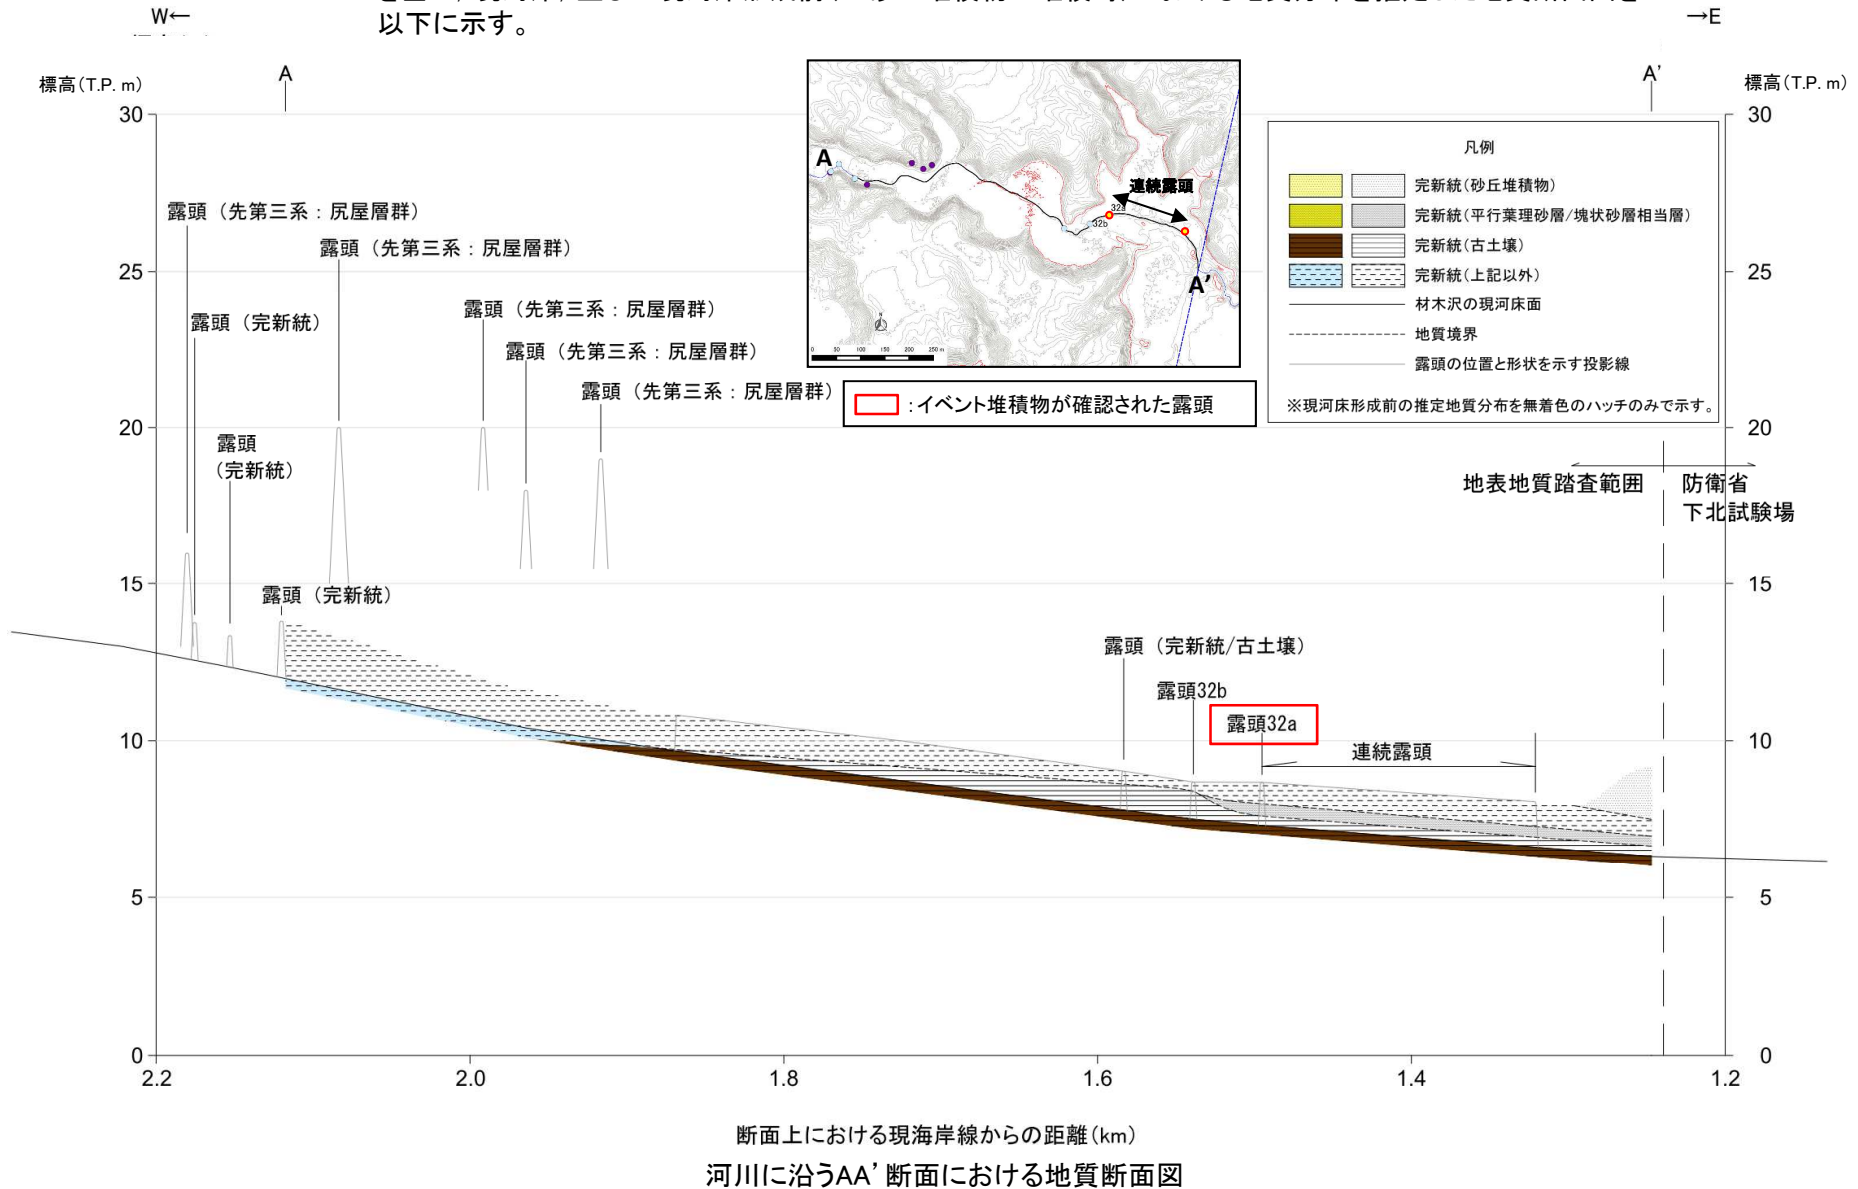 以下に示す。
W←
→E
標高(T.P. m)
A
A'
標高(T.P. m)
30
25
20
15
10
5
0
30
25
20
15
10
5
0
露頭（先第三系：尻屋層群）
露頭（先第三系：尻屋層群）
露頭（完新統）
露頭（先第三系：尻屋層群）
露頭（先第三系：尻屋層群）
露頭（先第三系：尻屋層群）
露頭
（完新統）
露頭（完新統）
A
連続露頭
32a
32b
A'
N
0 50 100 150 200 250 m
：イベント堆積物が確認された露頭
凡例
完新統（砂丘堆積物）
完新統（平行葉理砂層/塊状砂層相当層）
完新統（古土壌）
完新統（上記以外）
材木沢の現河床面
地質境界
露頭の位置と形状を示す投影線
※現河床形成前の推定地質分布を無着色のハッチのみで示す。
地表地質踏査範囲
防衛省
下北試験場
露頭（完新統/古土壌）
露頭32b
露頭32a
連続露頭
2.2 2.0 1.8 1.6 1.4 1.2
断面上における現海岸線からの距離(km)
河川に沿うAA'断面における地質断面図